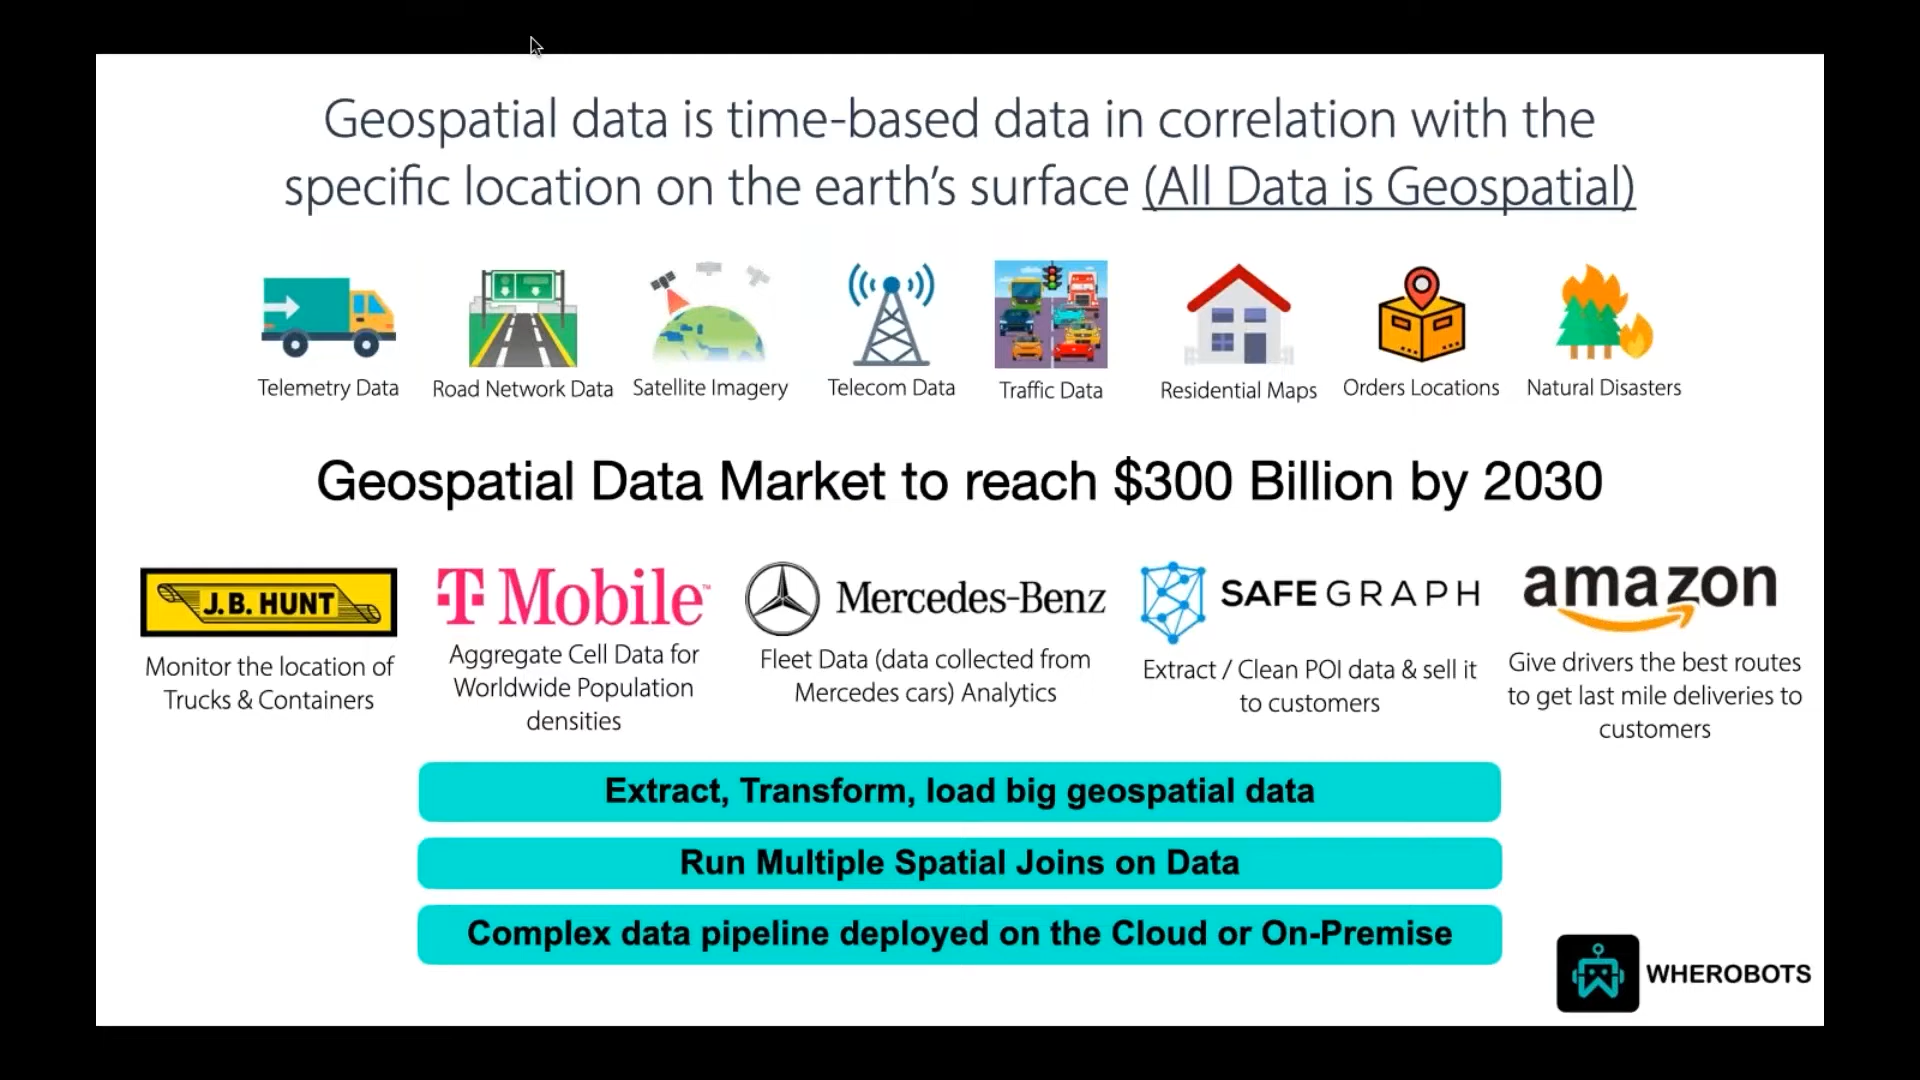 Geospatial data is time-based data in correlation with the
specific location on the earth's surface (All Data is Geospatial)
Telemetry Data
Road Network Data
Satellite Imagery
Telecom Data
Traffic Data
Residential Maps
Orders Locations
Natural Disasters
Geospatial Data Market to reach $300 Billion by 2030
J.B. HUNT
Monitor the location of
Trucks & Containers
T Mobile™
Aggregate Cell Data for
Worldwide Population
densities
Mercedes-Benz
Fleet Data (data collected from
Mercedes cars) Analytics
SAFEGRAPH
Extract / Clean POI data & sell it
to customers
amazon
Give drivers the best routes
to get last mile deliveries to
customers
Extract, Transform, load big geospatial data
Run Multiple Spatial Joins on Data
Complex data pipeline deployed on the Cloud or On-Premise
WHEROBOTS